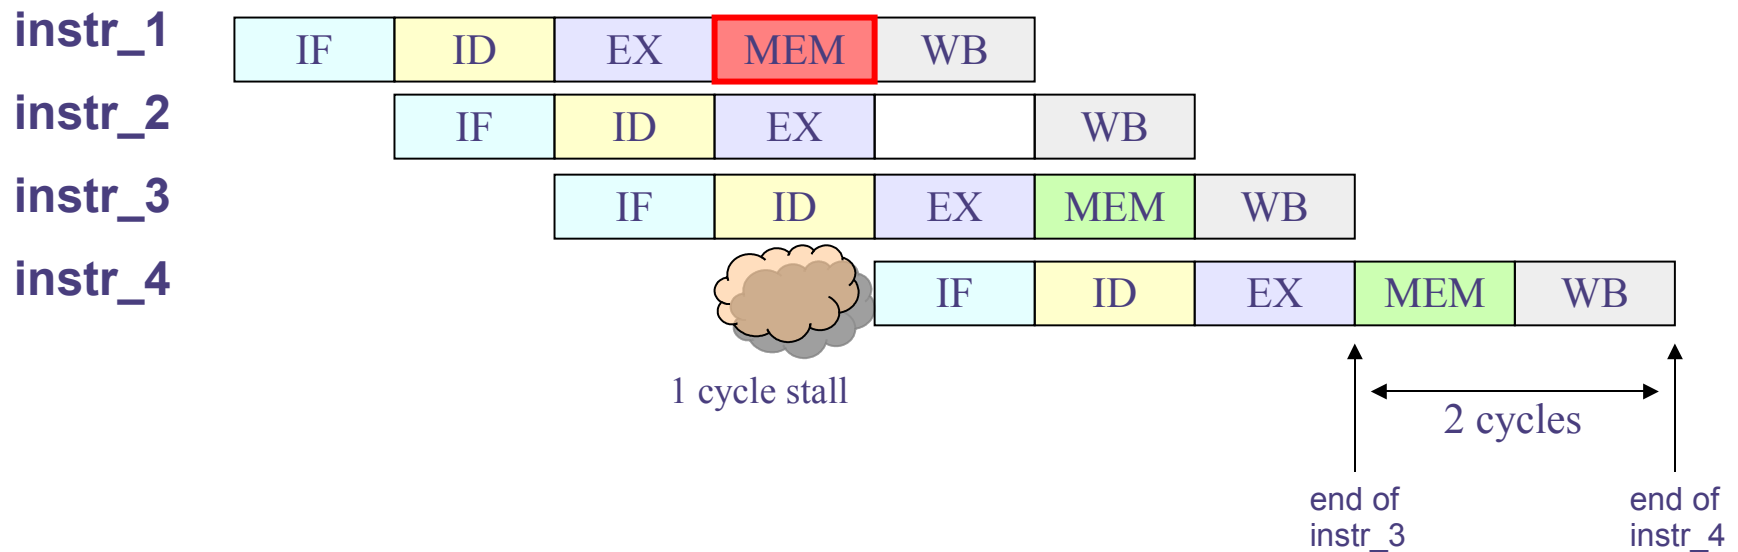 instr_1 IF ID EX MEM WB
instr_2 IF ID EX WB
instr_3 IF ID EX MEM WB
instr_4 IF ID EX MEM WB
1 cycle stall
2 cycles
end of
instr_3
end of
instr_4